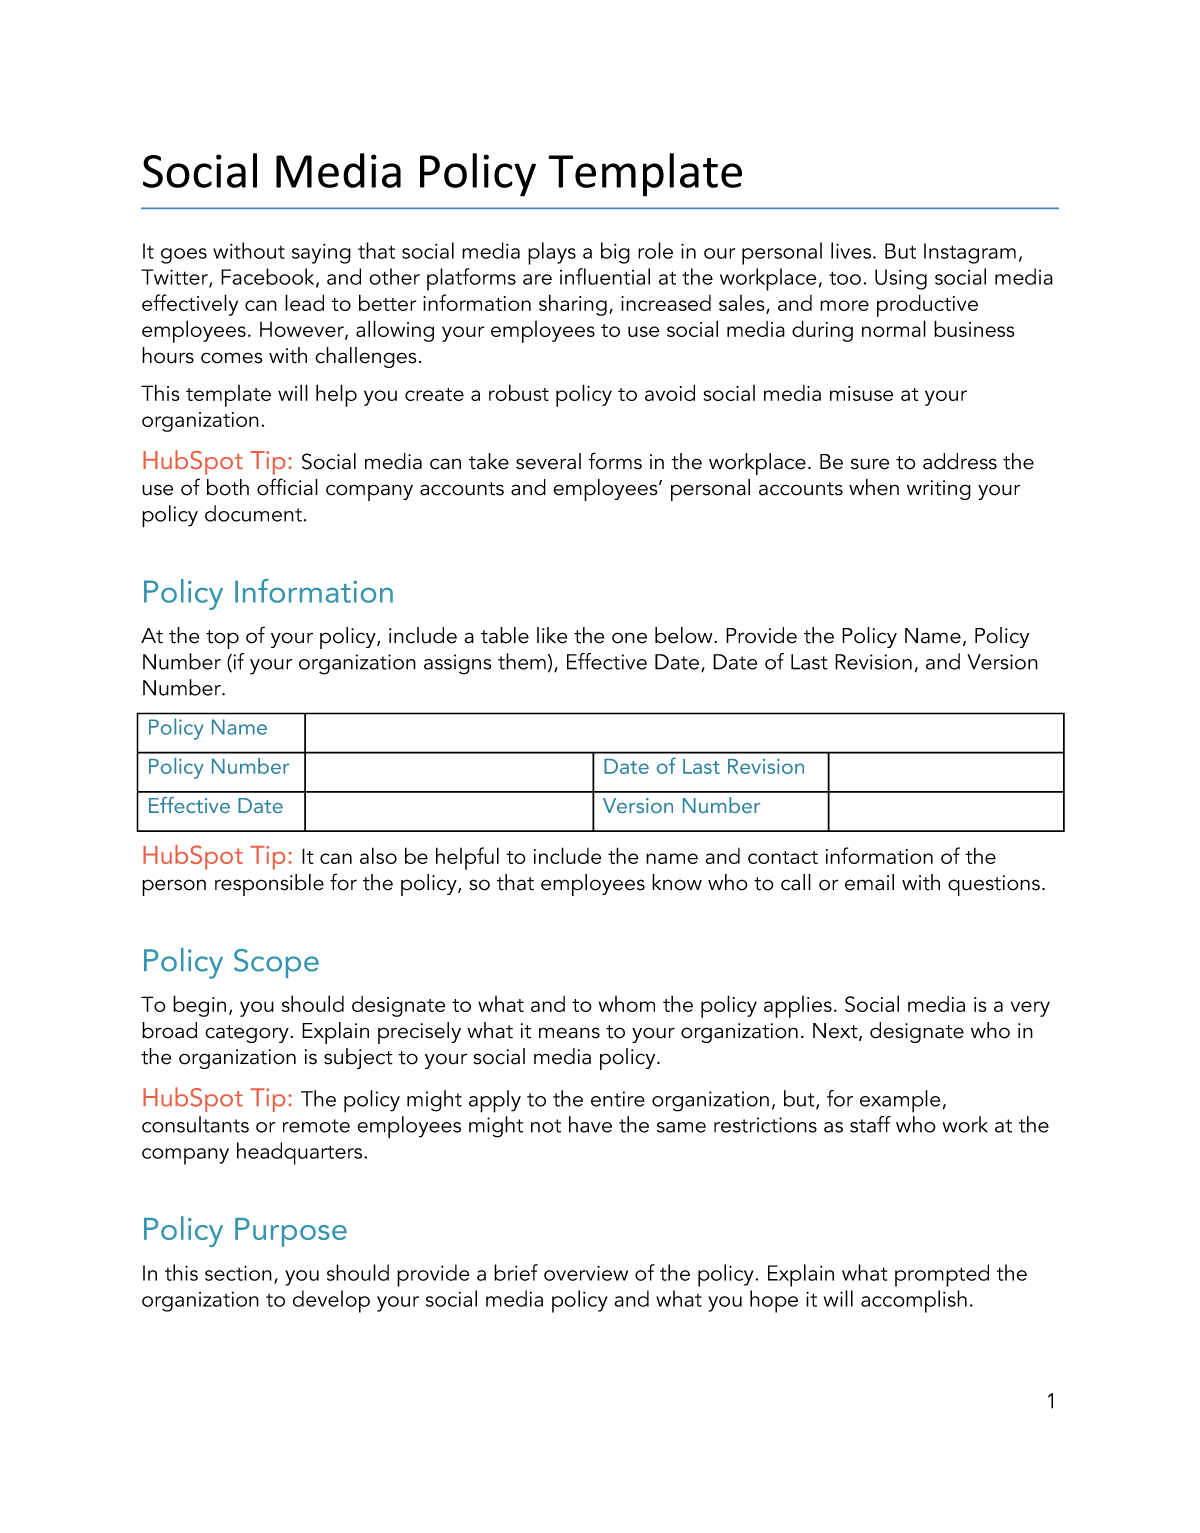 Social Media Policy Template
It goes without saying that social media plays a big role in our personal lives. But Instagram,
Twitter, Facebook, and other platforms are influential at the workplace, too. Using social media
effectively can lead to better information sharing, increased sales, and more productive
employees. However, allowing your employees to use social media during normal business
hours comes with challenges.
This template will help you create a robust policy to avoid social media misuse at your
organization.
HubSpot Tip: Social media can take several forms in the workplace. Be sure to address the
use of both official company accounts and employees’ personal accounts when writing your
policy document.
Policy Information
At the top of your policy, include a table like the one below. Provide the Policy Name, Policy
Number (if your organization assigns them), Effective Date, Date of Last Revision, and Version
Number.
Policy Name
Policy Number Date of Last Revision
Effective Date Version Number
HubSpot Tip: It can also be helpful to include the name and contact information of the
person responsible for the policy, so that employees know who to call or email with questions.
Policy Scope
To begin, you should designate to what and to whom the policy applies. Social media is a very
broad category. Explain precisely what it means to your organization. Next, designate who in
the organization is subject to your social media policy.
HubSpot Tip: The policy might apply to the entire organization, but, for example,
consultants or remote employees might not have the same restrictions as staff who work at the
company headquarters.
Policy Purpose
In this section, you should provide a brief overview of the policy. Explain what prompted the
organization to develop your social media policy and what you hope it will accomplish.
1